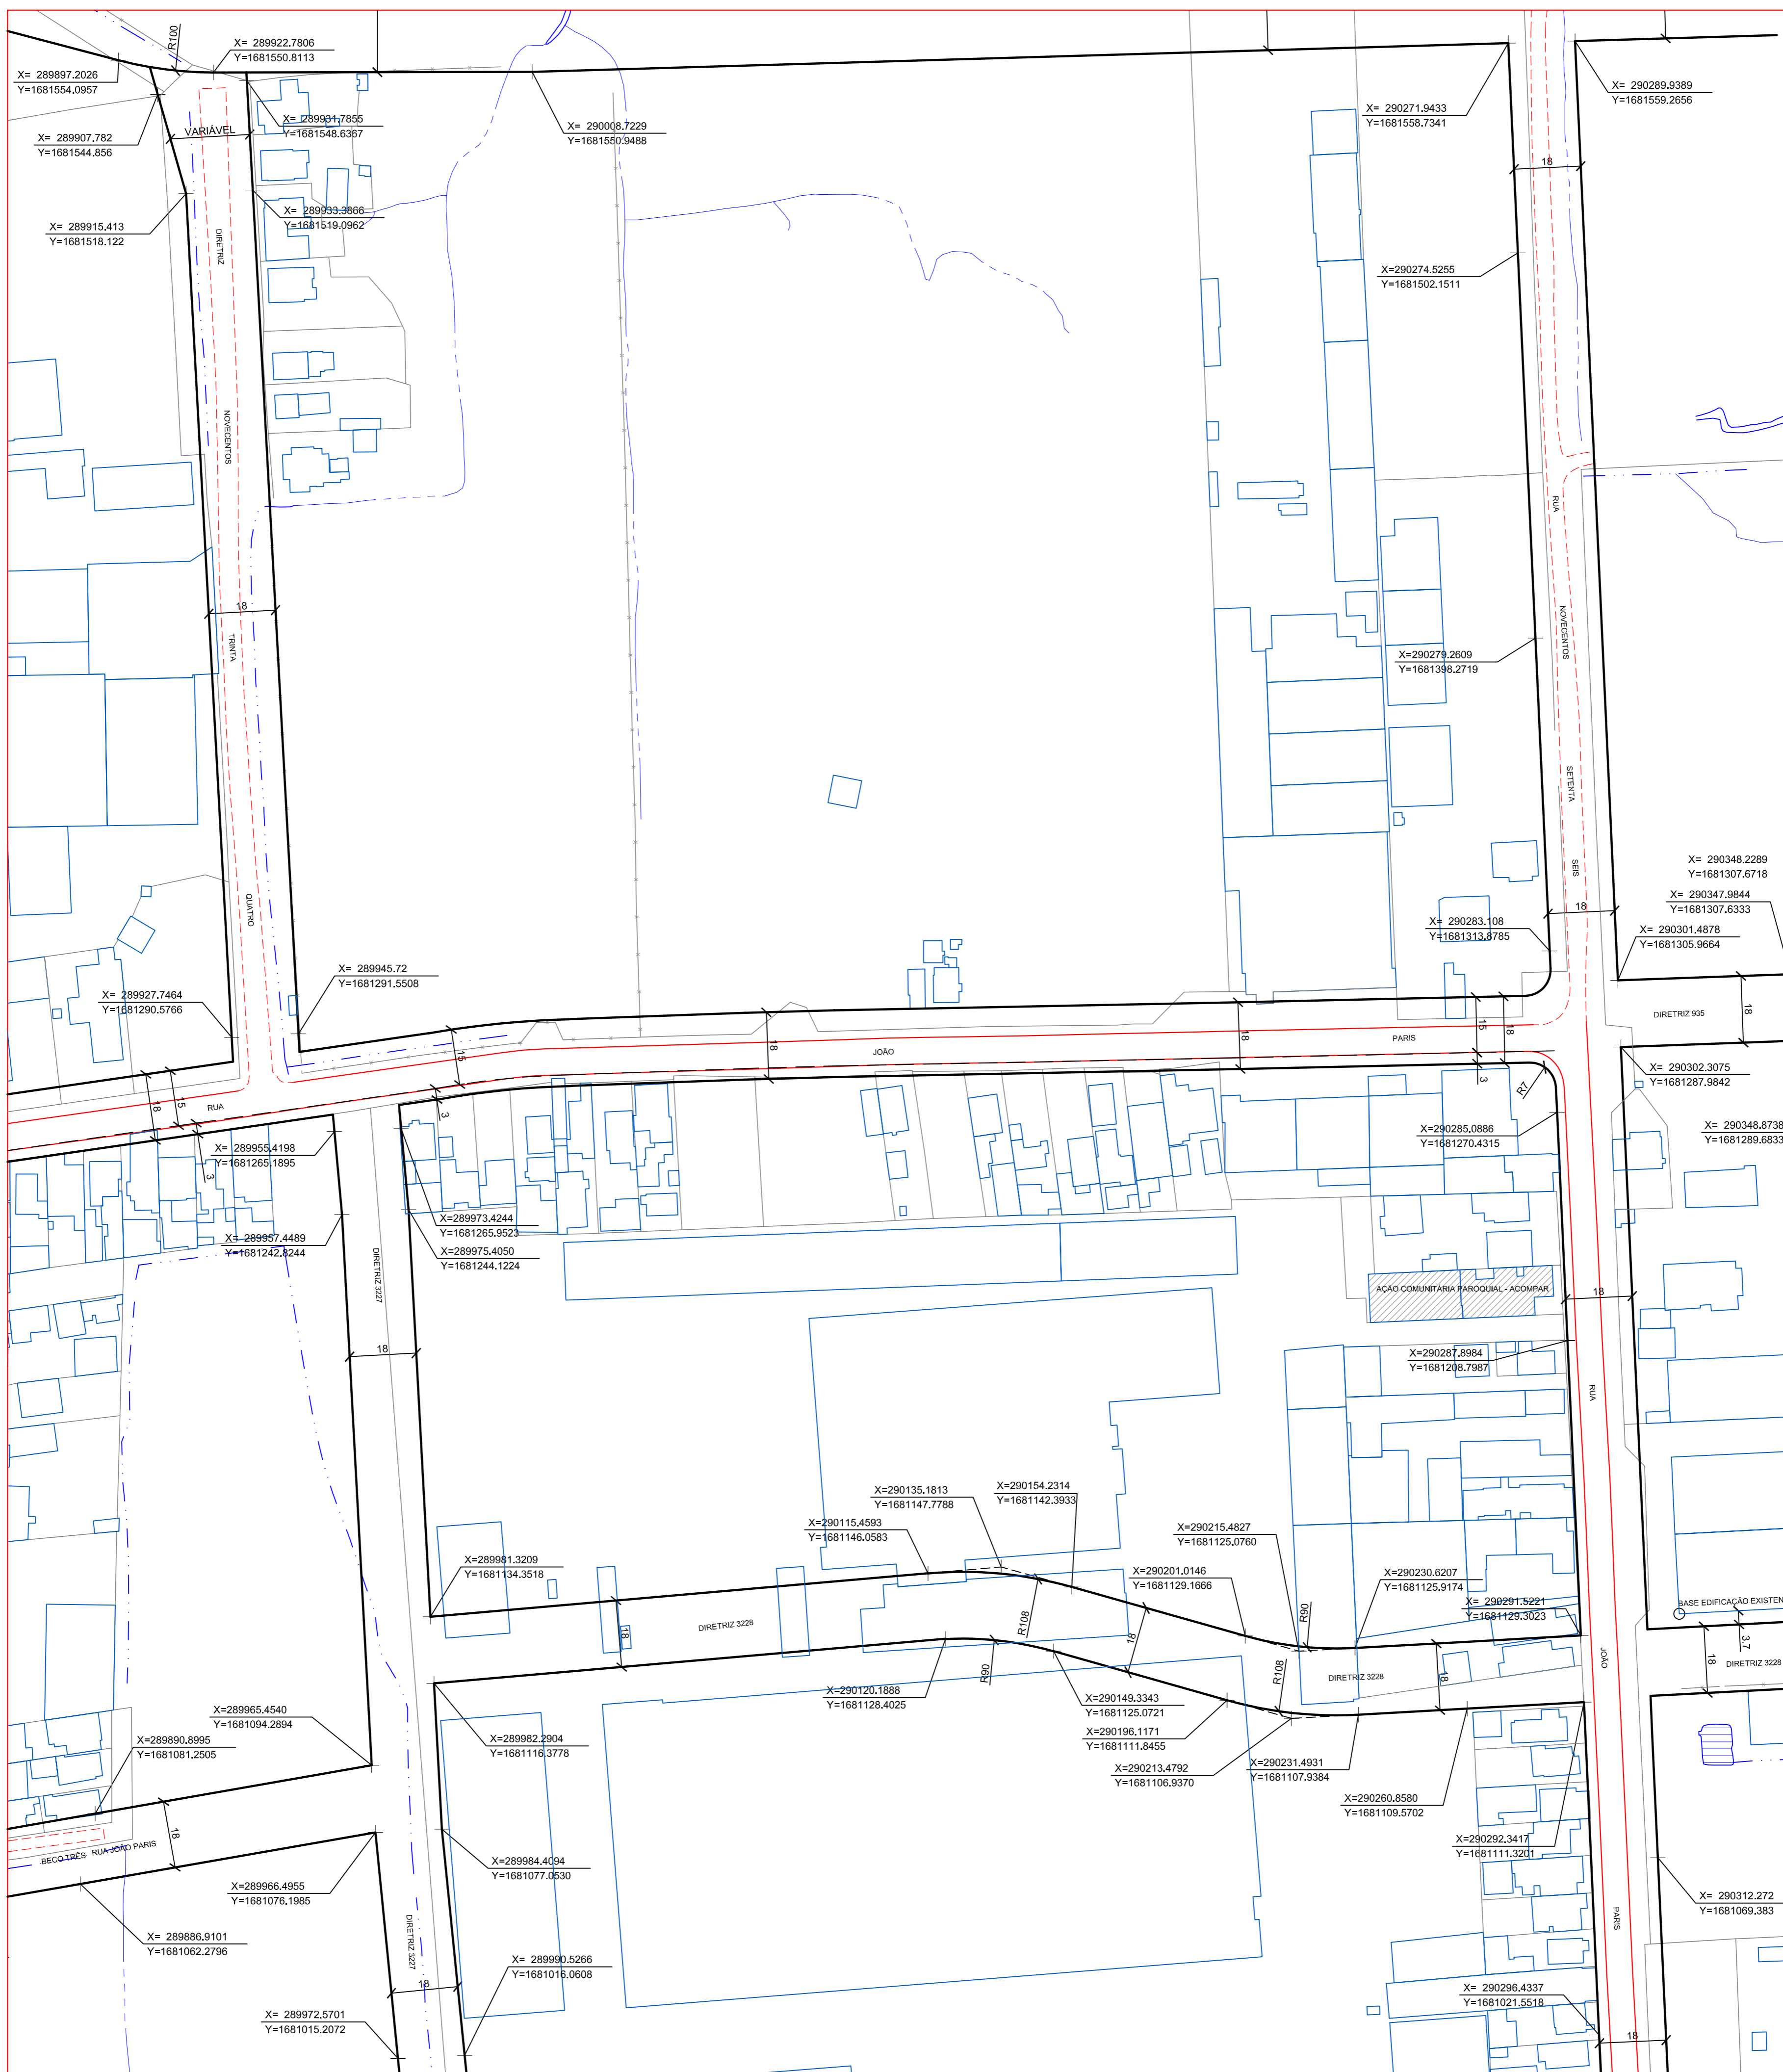 R100
X= 289922.7806
Y=1681550.8113
X= 289897.2026
Y=1681554.0957
X= 289931.7855
Y=1681548.6367
VARIÁVEL
X= 289907.782
Y=1681544.856
X= 290008.7229
Y=1681550.9488
X= 290271.9433
Y=1681558.7341
X= 290289.9389
Y=1681559.2656
18
X= 289933.3866
Y=1681519.0962
X= 289915.413
Y=1681518.122
DIRETRIZ
X=290274.5255
Y=1681502.1511
NOVECENTOS
RUA
18
TRINTA
NOVECENTOS
X=290279.2609
Y=1681398.2719
SETENTA
SEIS
X= 290348.2289
Y=1681307.6718
X= 290347.9844
Y=1681307.6333
QUATRO
18
X= 290283.108
Y=1681313.8785
X= 290301.4878
Y=1681305.9664
X= 289945.72
Y=1681291.5508
X= 289927.7464
Y=1681290.5766
18
DIRETRIZ 935
15
18
18
18
15
JOÃO
PARIS
X= 290302.3075
Y=1681287.9842
3
R7
18
15
RUA
3
X= 290348.8738
Y=1681289.6833
X=290285.0886
Y=1681270.4315
X= 289955.4198
Y=1681265.1895
3
X=289973.4244
Y=1681265.9523
X= 289957.4489
Y=1681242.8244
X=289975.4050
Y=1681244.1224
DIRETRIZ 3227
AÇÃO COMUNITÁRIA PAROQUIAL - ACOMPAR
18
18
X=290287.8984
Y=1681208.7987
RUA
X=290135.1813
Y=1681147.7788
X=290154.2314
Y=1681142.3933
X=290115.4593
Y=1681146.0583
X=290215.4827
Y=1681125.0760
X=289981.3209
Y=1681134.3518
X=290201.0146
Y=1681129.1666
X=290230.6207
Y=1681125.9174
X= 290291.5221
Y=1681129.3023
BASE EDIFICAÇÃO EXISTEN
DIRETRIZ 3228
18
R108
18
R90
3.7
JOÃO
18
DIRETRIZ 3228
R90
R108
DIRETRIZ 3228
18
X=290120.1888
Y=1681128.4025
X=290149.3343
Y=1681125.0721
X=289965.4540
Y=1681094.2894
X=289890.8995
Y=1681081.2505
X=289982.2904
Y=1681116.3778
X=290196.1171
Y=1681111.8455
X=290213.4792
Y=1681106.9370
X=290231.4931
Y=1681107.9384
X=290260.8580
Y=1681109.5702
18
BECO TRÊS RUA JOÃO PARIS
X=290292.3417
Y=1681111.3201
X=289984.4094
Y=1681077.0530
X=289966.4955
Y=1681076.1985
X= 290312.272
Y=1681069.383
PARIS
X= 289886.9101
Y=1681062.2796
DIRETRIZ 3227
X= 289990.5266
Y=1681016.0608
18
X= 290296.4337
Y=1681021.5518
X= 289972.5701
Y=1681015.2072
18